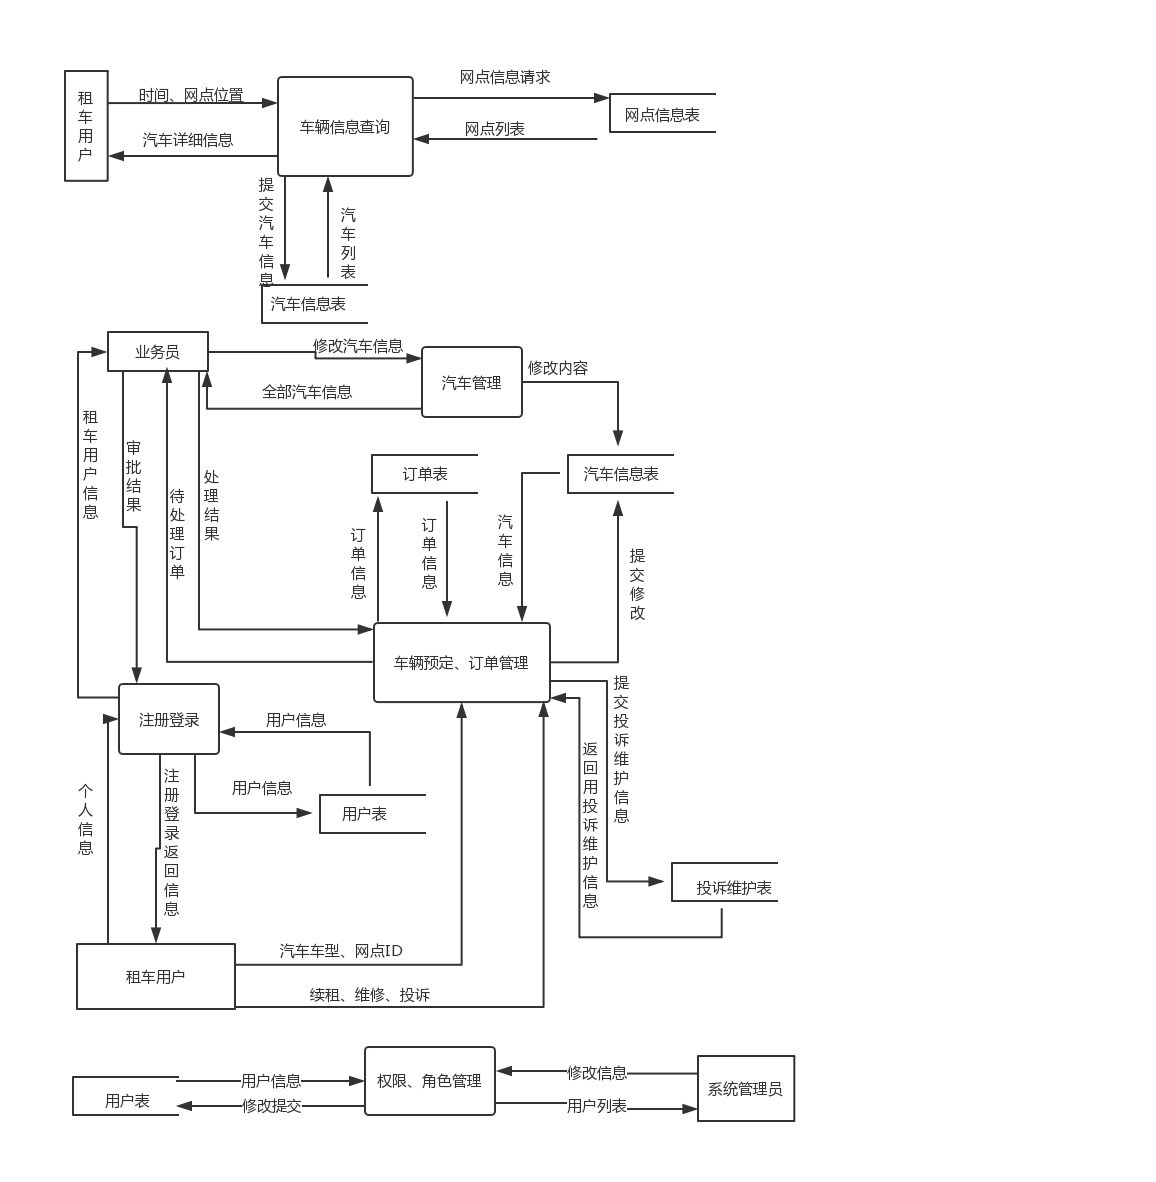 租车用户
时间、网点位置
汽车详细信息
车辆信息查询
网点信息请求
网点列表
网点信息表
提交汽车信息
汽车列表
汽车信息表
业务员
修改汽车信息
全部汽车信息
汽车管理
修改内容
租车用户信息
审批结果
待处理订单
处理结果
订单表
汽车信息表
订单信息
订单信息
汽车信息
提交修改
车辆预定、订单管理
注册登录
用户信息
用户信息
用户表
个人信息
注册登录返回信息
提交投诉维护信息
返回用投诉维护信息
投诉维护表
租车用户
汽车车型、网点ID
续租、维修、投诉
用户表
用户信息
修改提交
权限、角色管理
修改信息
用户列表
系统管理员